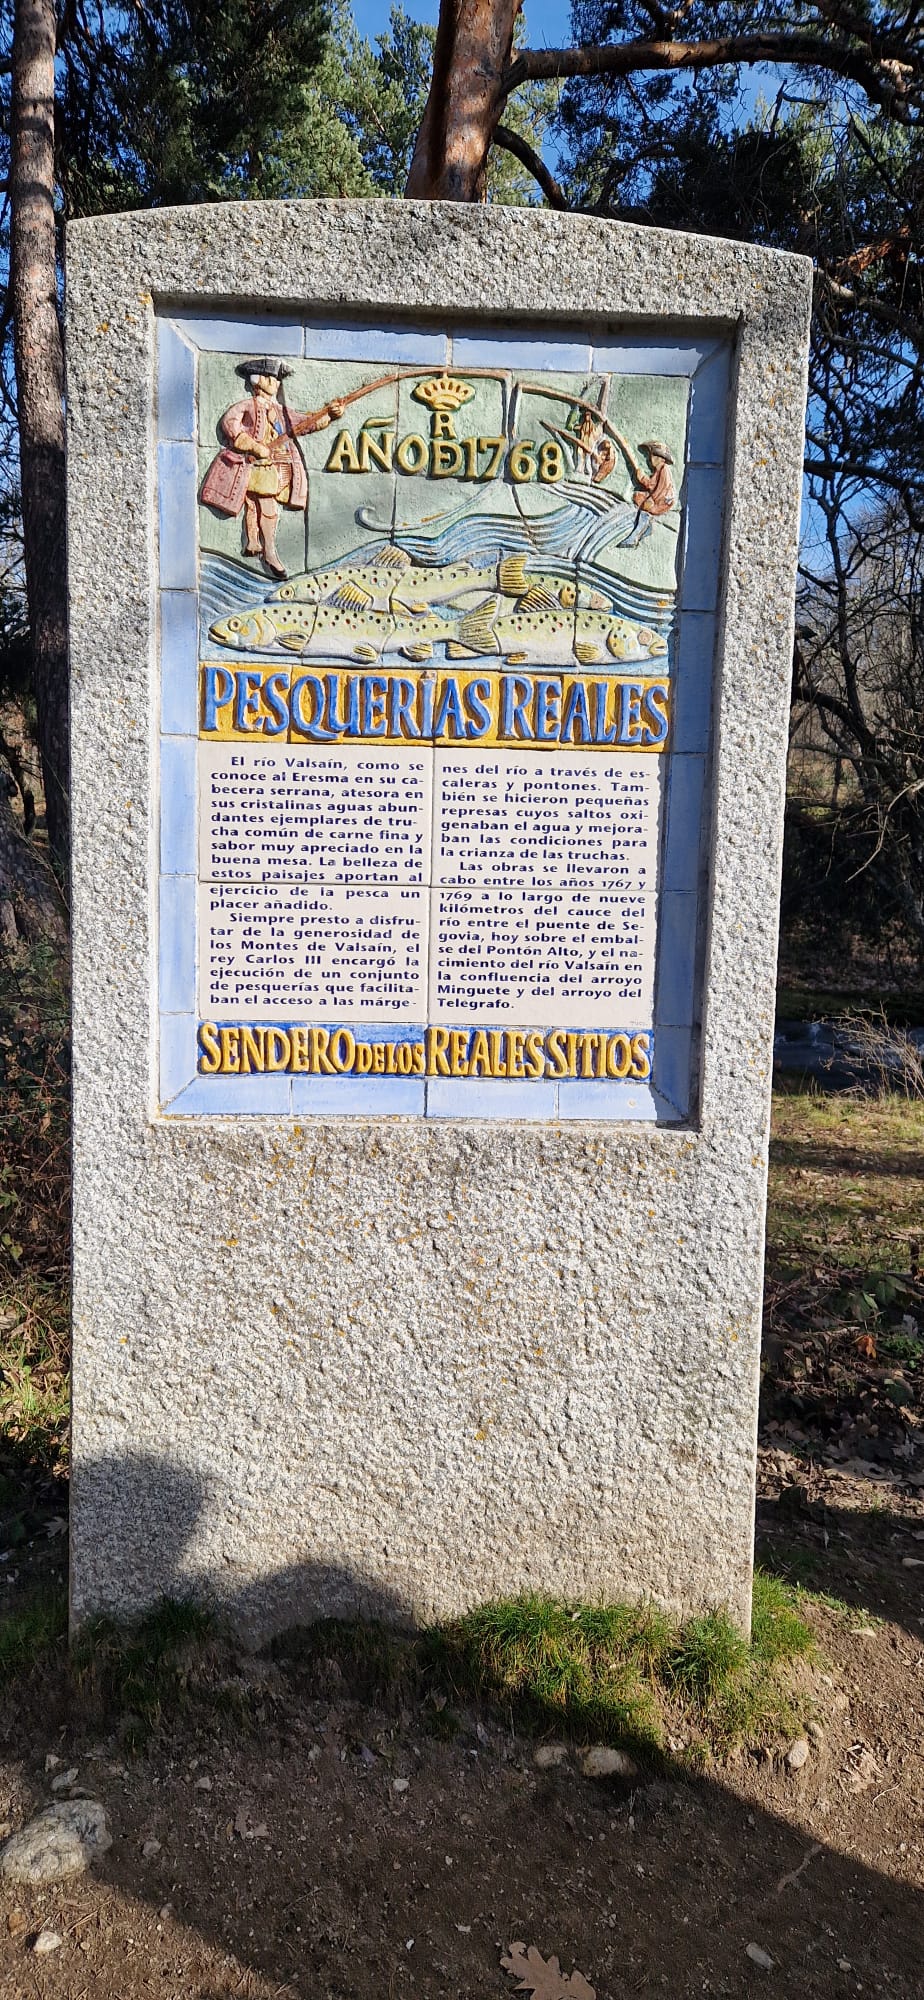 R
AÑO D 1768
PESQUERIAS REALES
El río Valsaín, como se
conoce al Eresma en su ca-
becera serrana, atesora en
sus cristalinas aguas abun-
dantes ejemplares de tru-
cha común de carne fina y
sabor muy apreciado en la
buena mesa. La belleza de
estos paisajes aportan al
ejercicio de la pesca un
placer añadido.
Siempre presto a disfru-
tar de la generosidad de
los Montes de Valsaín, el
rey Carlos III encargó la
ejecución de un conjunto
de pesquerías que facilita-
ban el acceso a las márge-
nes del río a través de es-
caleras y pontones. Tam-
bién se hicieron pequeñas
represas cuyos saltos oxi-
genaban el agua y mejora-
ban las condiciones para
la crianza de las truchas.
Las obras se llevaron a
cabo entre los años 1767 y
1769 a lo largo de nueve
kilómetros del cauce del
río entre el puente de Se-
govia, hoy sobre el embal-
se del Pontón Alto, y el na-
cimiento del río Valsaín en
la confluencia del arroyo
Minguete y del arroyo del
Telégrafo.
SENDERO DE LOS REALES SITIOS